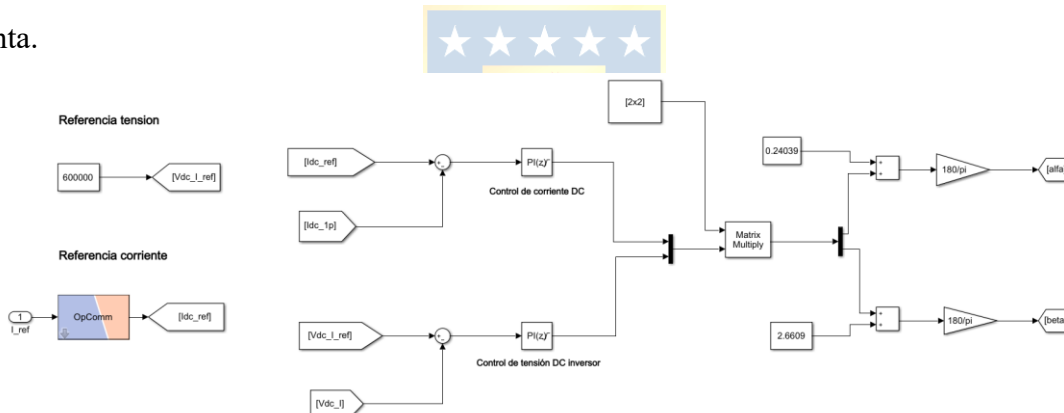 nta.
Referencia tension
600000
[Vdc_I_ref]
Referencia corriente
1
I_ref
OpComm
[Idc_ref]
[Idc_ref]
[Idc_1p]
PI(z)
Control de corriente DC
[Vdc_I_ref]
[Vdc_I]
PI(z)
Control de tensión DC inversor
[2x2]
Matrix
Multiply
0.24039
180/pi
[alfa
2.6609
180/pi
[beta